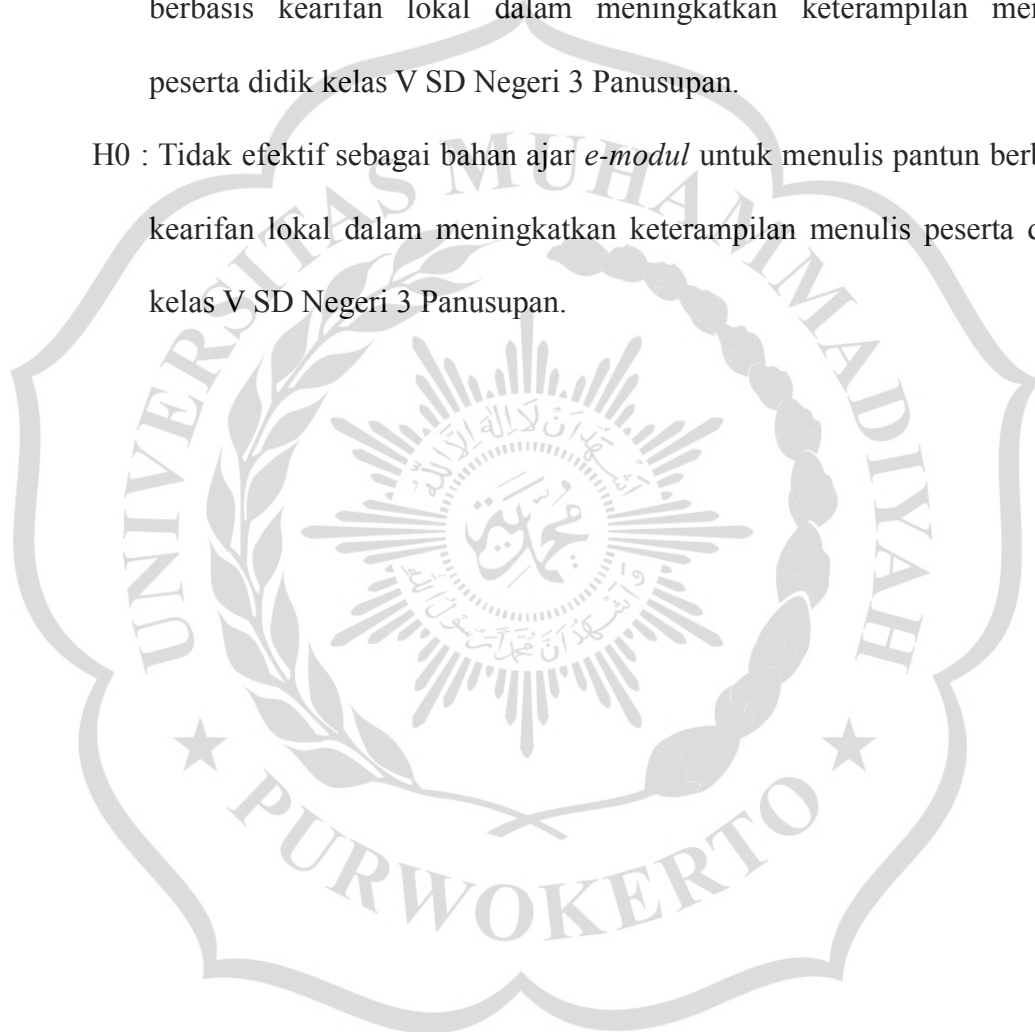 berbasis kearifan lokal dalam meningkatkan keterampilan
peserta didik kelas V SD Negeri 3 Panusupan.
H0 : Tidak efektif sebagai bahan ajar e-modul untuk menulis pantun
kearifan lokal dalam meningkatkan keterampilan menulis peserta
kelas V SD Negeri 3 Panusupan.
UNIVERSITAS MUHAMMADIYAH
PURWOKERTO
محمد